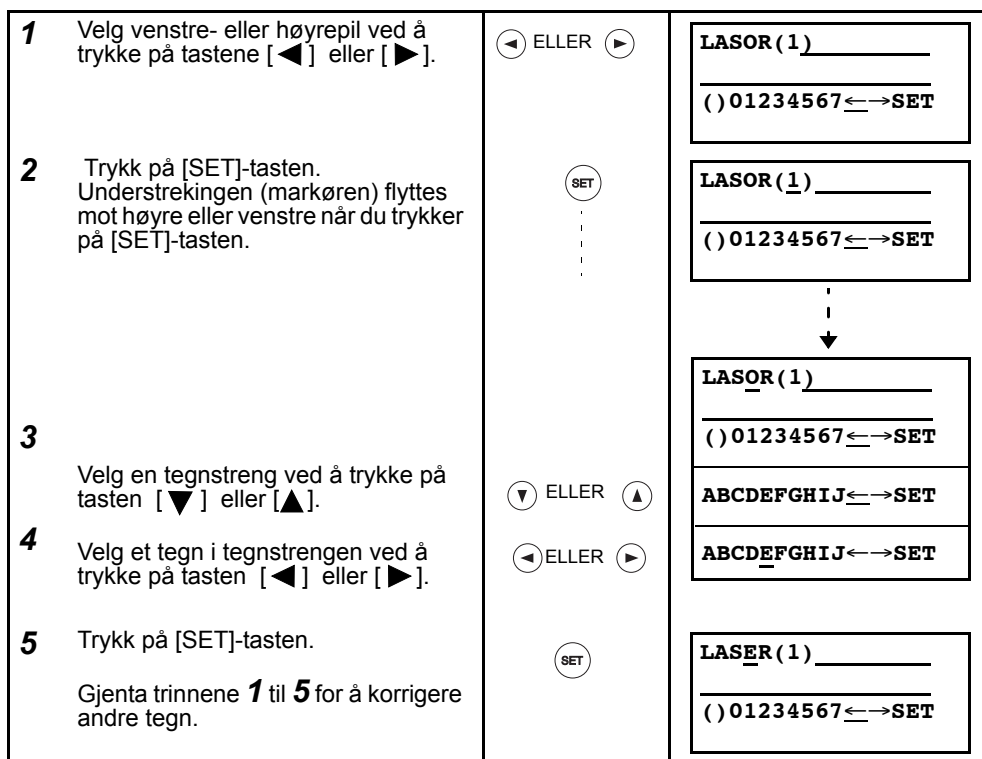 1 Velg venstre- eller høyrepil ved å
trykke på tastene [◀] eller [▶].
◀ ELLER ▶
LASOR(1)
()01234567←→SET
2 Trykk på [SET]-tasten.
Understrekingen (markøren) flyttes
mot høyre eller venstre når du trykker
på [SET]-tasten.
SET
LASOR(1)
()01234567←→SET
LASOR(1)
()01234567←→SET
3
Velg en tegnstreng ved å trykke på
tasten [▼] eller [▲].
▼ ELLER ▲
ABCDEFGHIJ←→SET
4 Velg et tegn i tegnstrengen ved å
trykke på tasten [◀] eller [▶].
◀ ELLER ▶
ABCDEFGHIJ←→SET
5 Trykk på [SET]-tasten.
Gjenta trinnene 1 til 5 for å korrigere
andre tegn.
SET
LASER(1)
()01234567←→SET